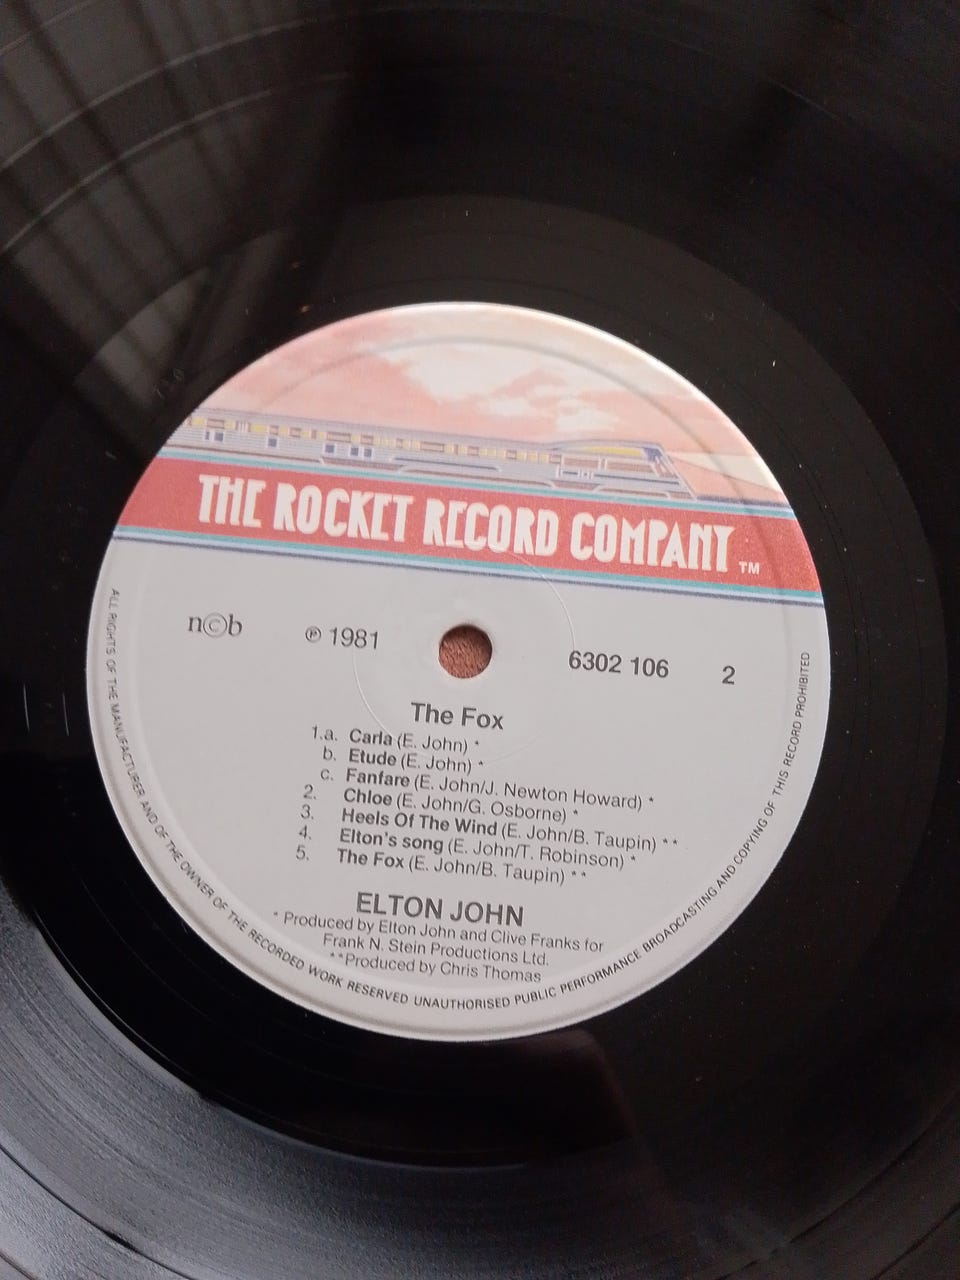 THE ROCKET RECORD COMPANY TM
n©b
℗ 1981
6302 106 2
The Fox
1.a. Carla (E. John) *
b. Etude (E. John) *
c. Fanfare (E. John/J. Newton Howard) *
2. Chloe (E. John/G. Osborne) *
3. Heels Of The Wind (E. John/B. Taupin) **
4. Elton's song (E. John/T. Robinson) *
5. The Fox (E. John/B. Taupin) **
ELTON JOHN
* Produced by Elton John and Clive Franks for
Frank N. Stein Productions Ltd.
**Produced by Chris Thomas
ALL RIGHTS OF THE MANUFACTURER AND OF THE OWNER OF THE RECORDED WORK RESERVED UNAUTHORISED PUBLIC PERFORMANCE BROADCASTING AND COPYING OF THIS RECORD PROHIBITED